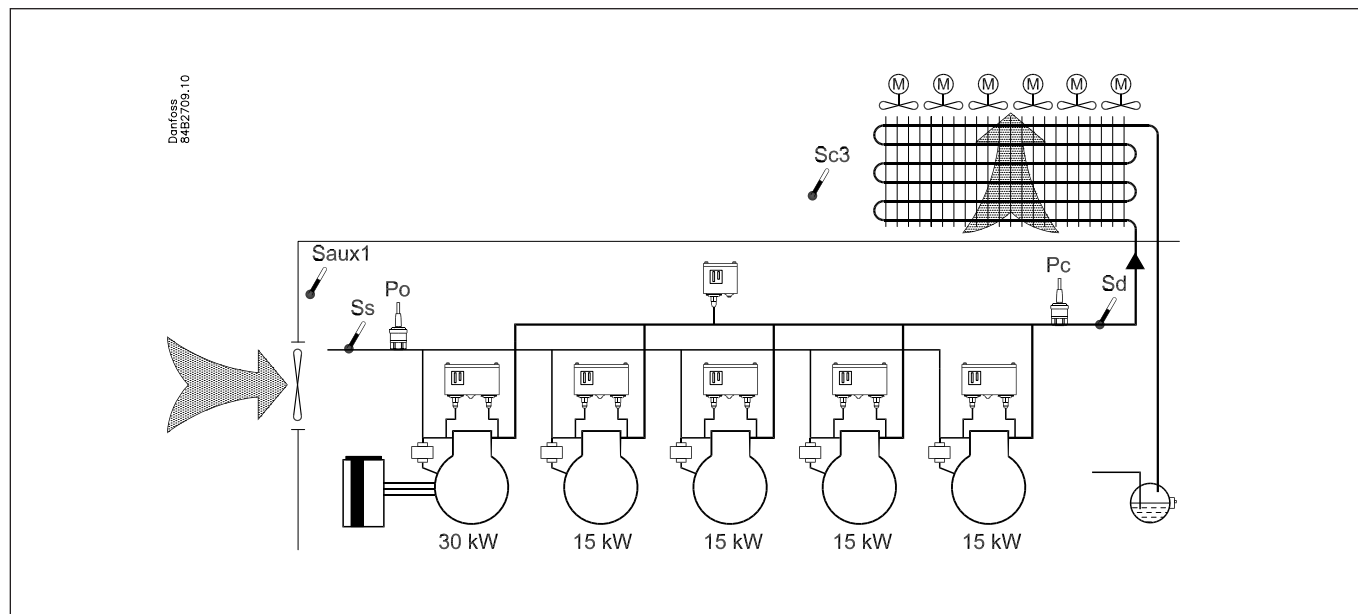 Danfoss
84B2709.10
M M M M M M
Sc3
Saux1
Ss
Po
Pc
Sd
30 kW 15 kW 15 kW 15 kW 15 kW